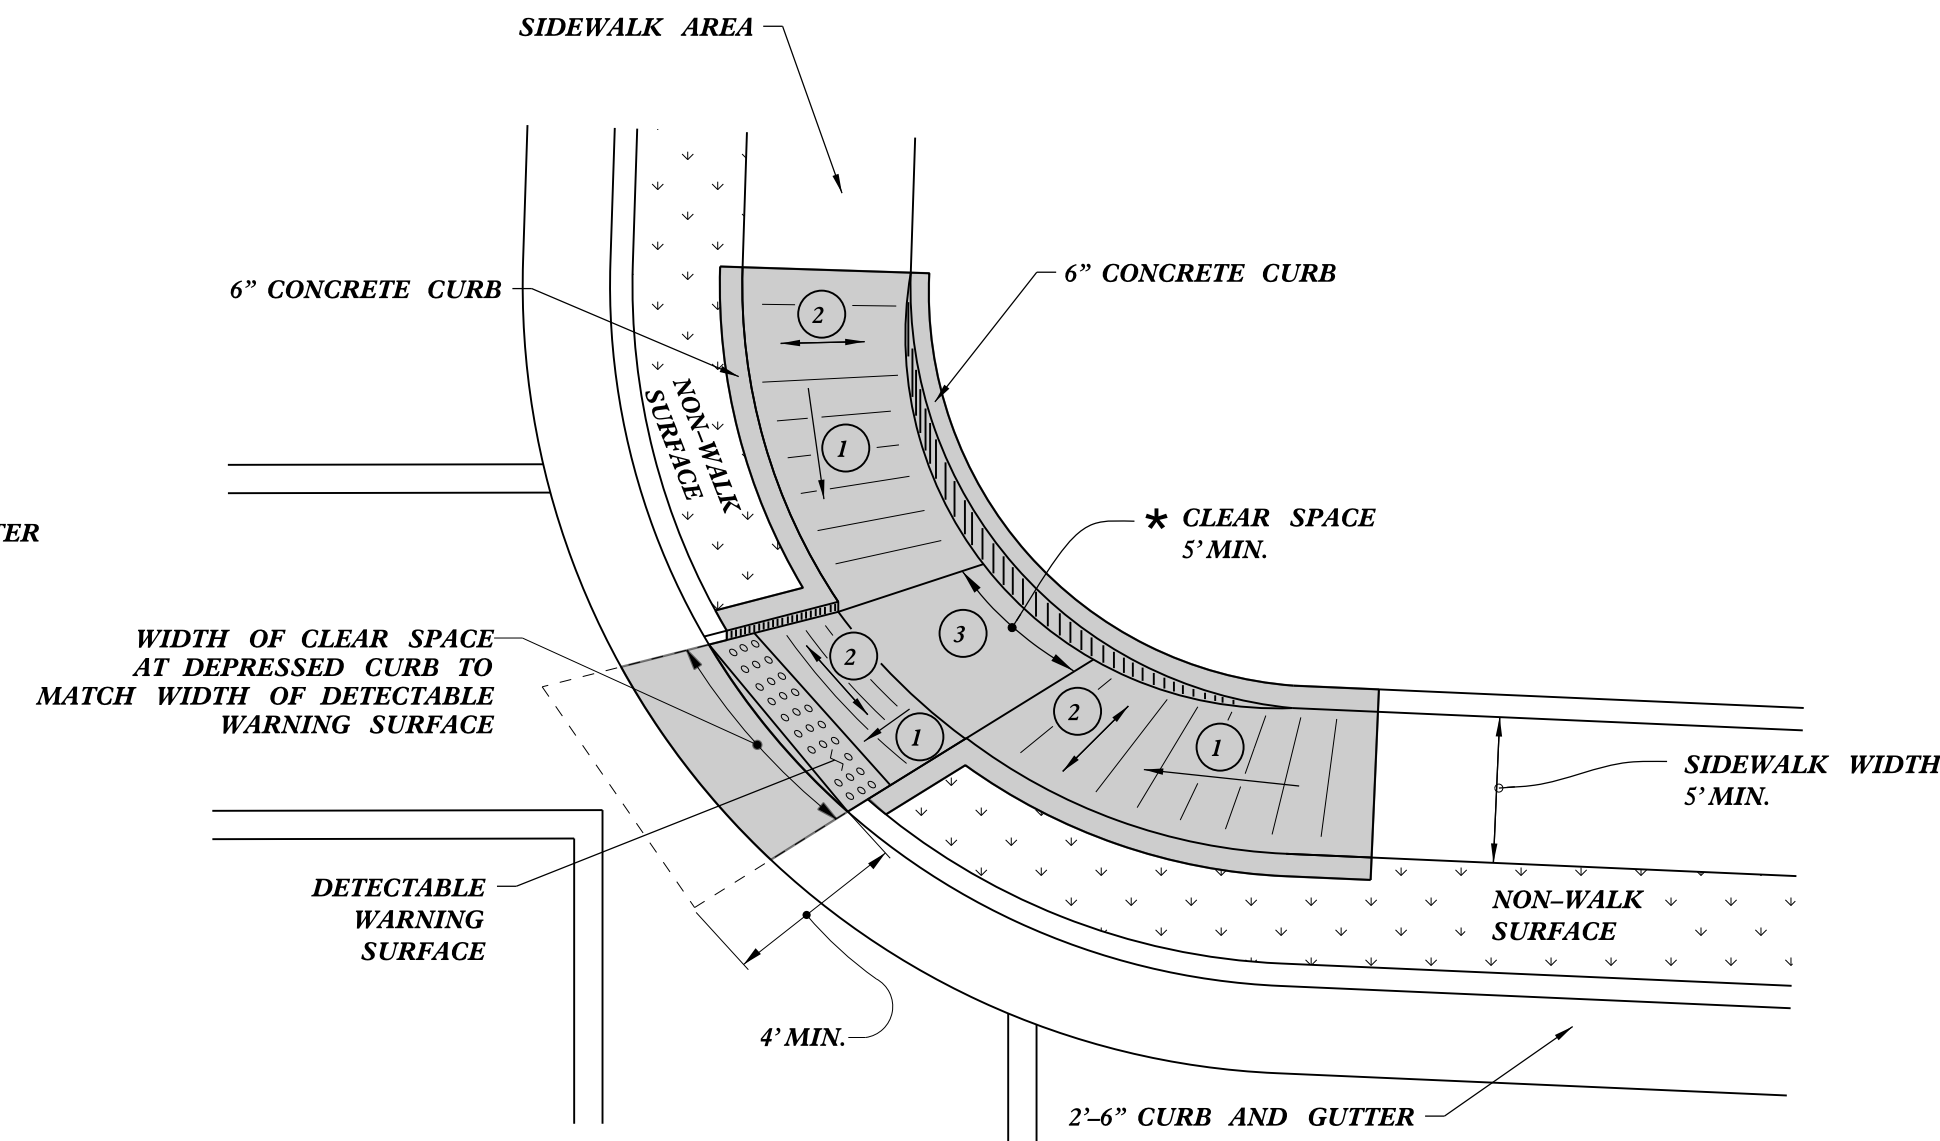 SIDEWALK AREA
6” CONCRETE CURB
6” CONCRETE CURB
2
NON–WALK
SURFACE
1
* CLEAR SPACE
5’ MIN.
TER
WIDTH OF CLEAR SPACE
AT DEPRESSED CURB TO
MATCH WIDTH OF DETECTABLE
WARNING SURFACE
3
2
2
1
1
SIDEWALK WIDTH
5’ MIN.
DETECTABLE
WARNING
SURFACE
NON–WALK
SURFACE
4’ MIN.
2’–6” CURB AND GUTTER